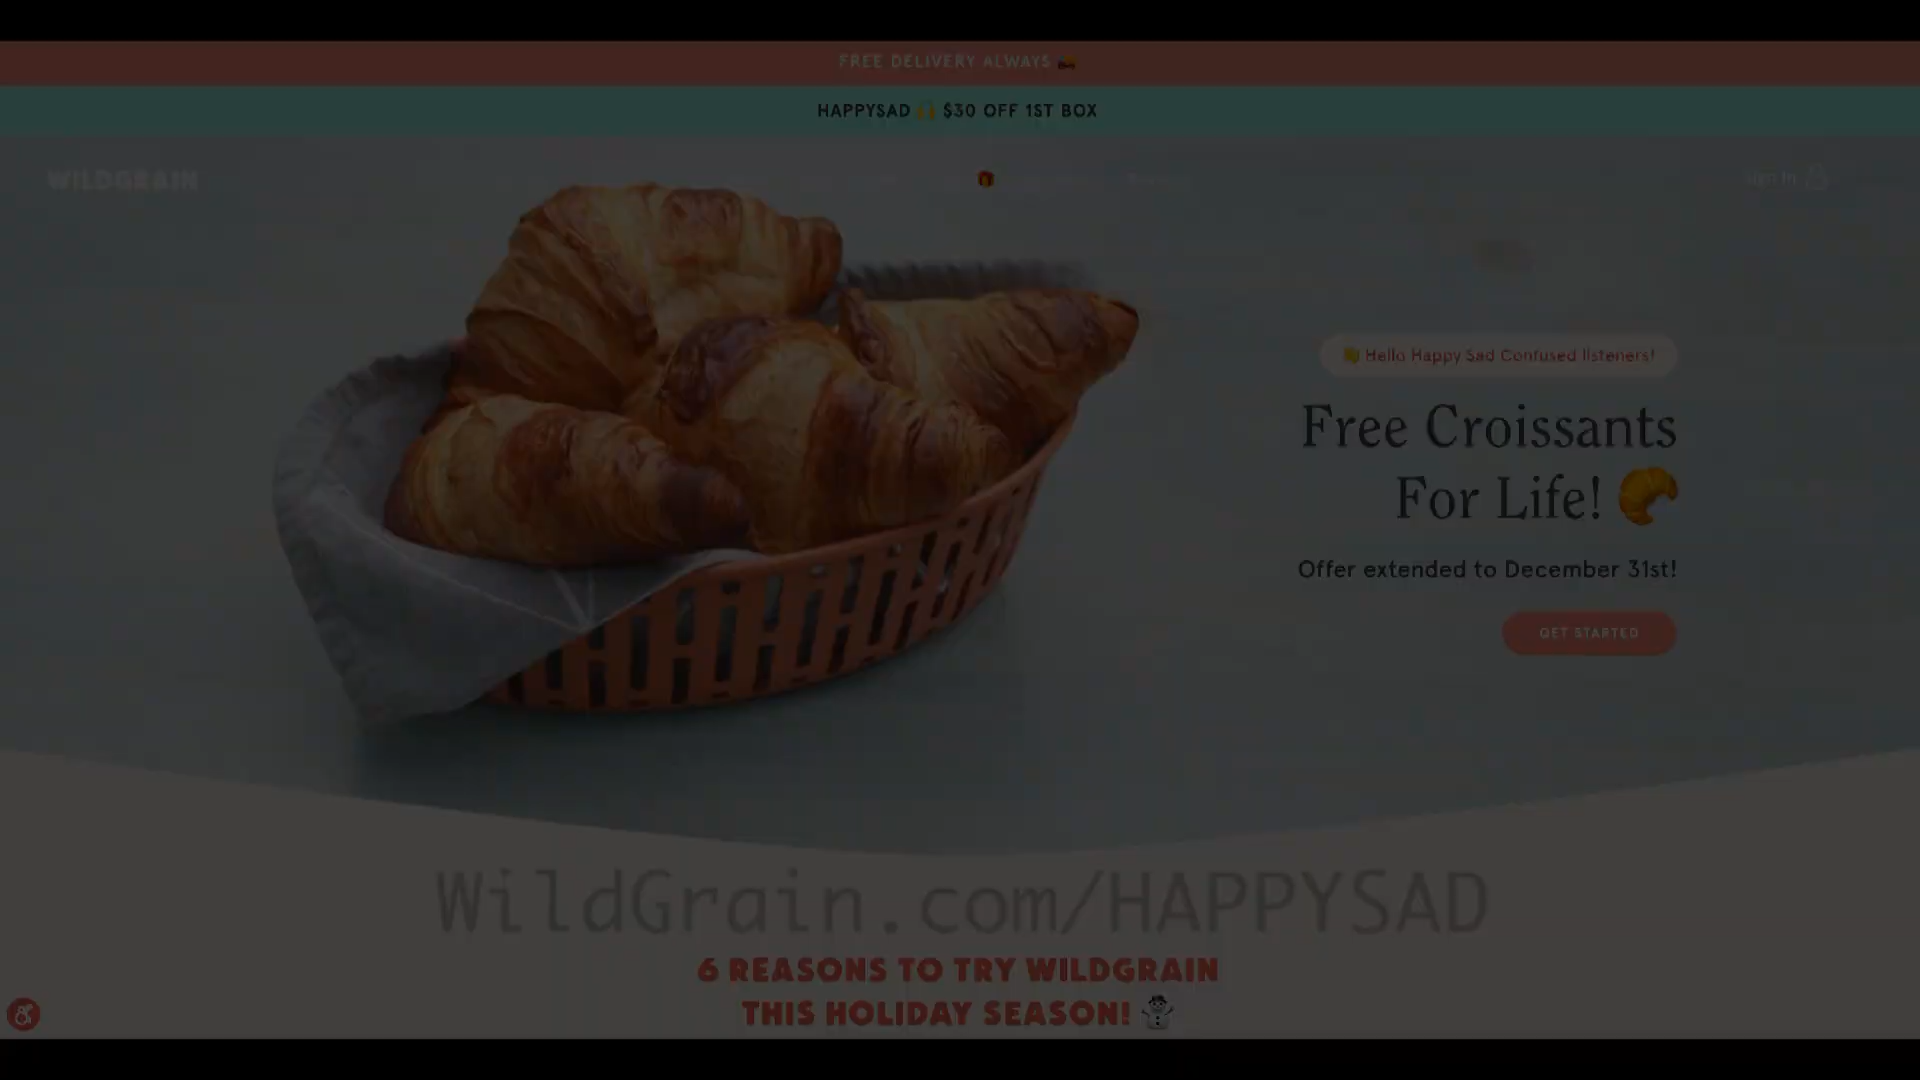 FREE DELIVERY ALWAYS
HAPPYSAD 🙌 $30 OFF 1ST BOX
WILDGRAIN
Sign In
👋 Hello Happy Sad Confused listeners!
Free Croissants
For Life! 🥐
Offer extended to December 31st!
GET STARTED
WildGrain.com/HAPPYSAD
6 REASONS TO TRY WILDGRAIN
THIS HOLIDAY SEASON! ⛄